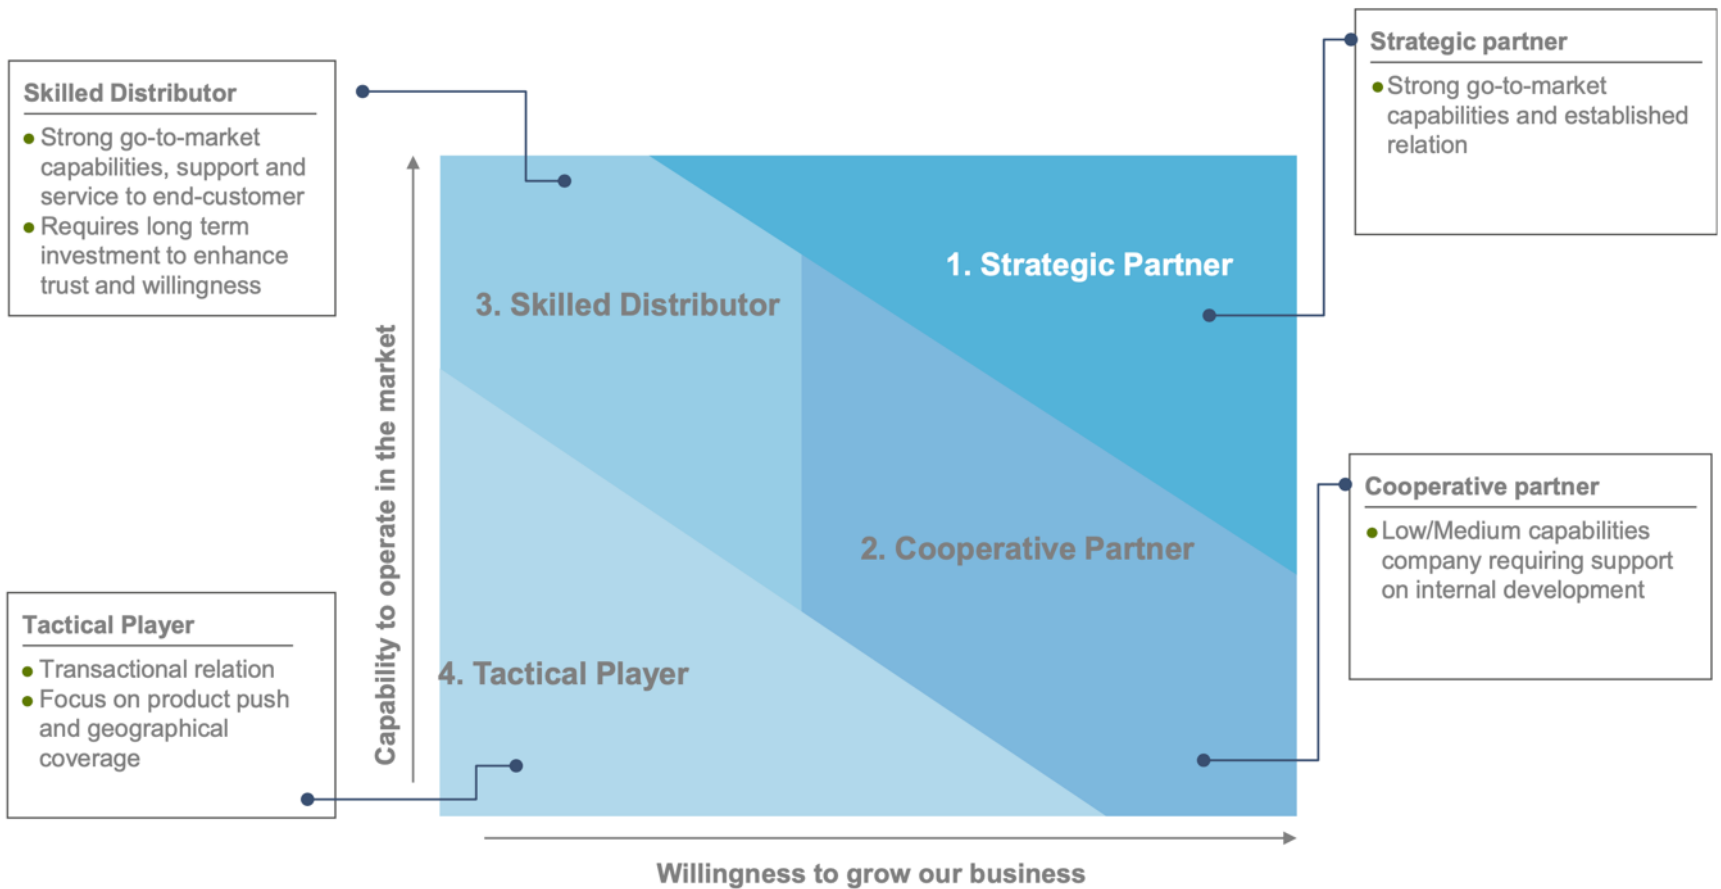 Strategic partner
Strong go-to-market
capabilities and established
relation
Skilled Distributor
Strong go-to-market
capabilities, support and
service to end-customer
Requires long term
investment to enhance
trust and willingness
1. Strategic Partner
3. Skilled Distributor
Capability to operate in the market
Cooperative partner
Low/Medium capabilities
company requiring support
on internal development
2. Cooperative Partner
Tactical Player
Transactional relation
Focus on product push
and geographical
coverage
4. Tactical Player
Willingness to grow our business